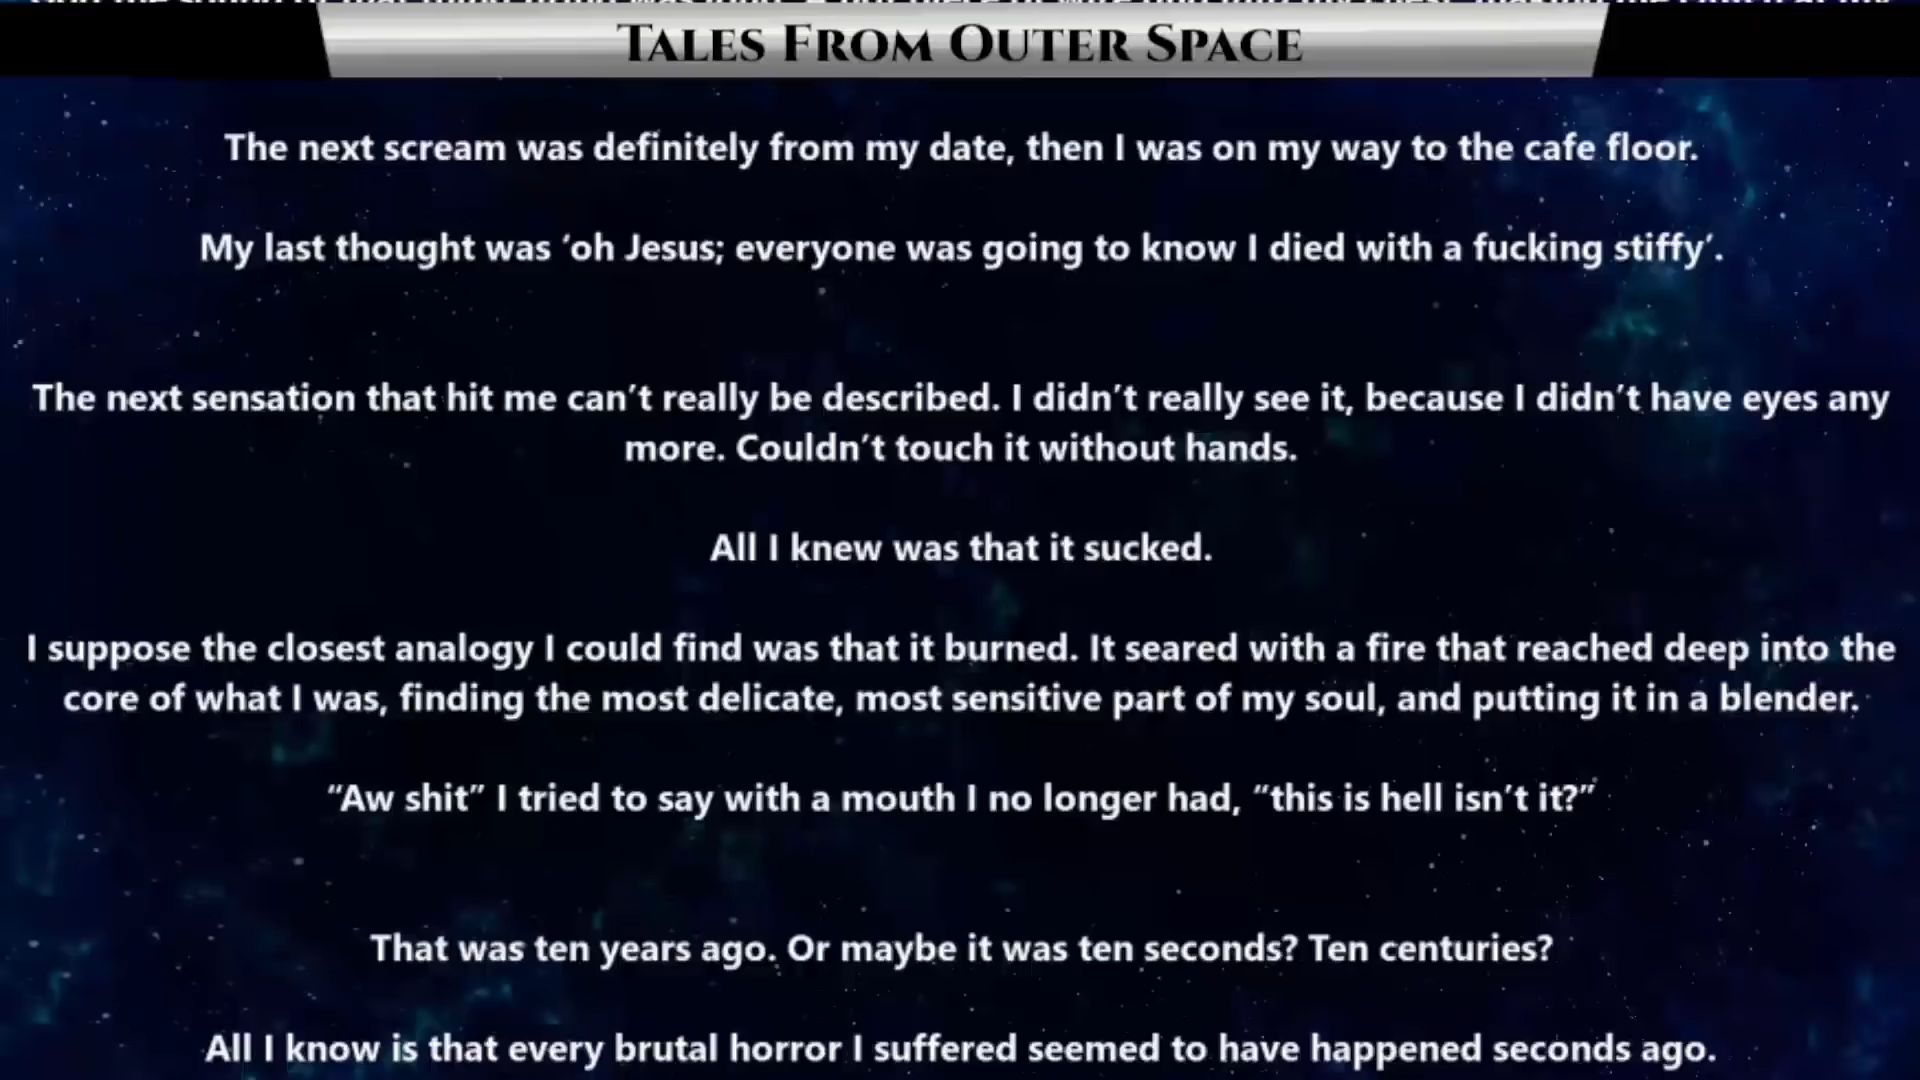 Tales From Outer Space
The next scream was definitely from my date, then I was on my way to the cafe floor.
My last thought was ‘oh Jesus; everyone was going to know I died with a fucking stiffy’.
The next sensation that hit me can’t really be described. I didn’t really see it, because I didn’t have eyes any
more. Couldn’t touch it without hands.
All I knew was that it sucked.
I suppose the closest analogy I could find was that it burned. It seared with a fire that reached deep into the
core of what I was, finding the most delicate, most sensitive part of my soul, and putting it in a blender.
“Aw shit” I tried to say with a mouth I no longer had, “this is hell isn’t it?”
That was ten years ago. Or maybe it was ten seconds? Ten centuries?
All I know is that every brutal horror I suffered seemed to have happened seconds ago.